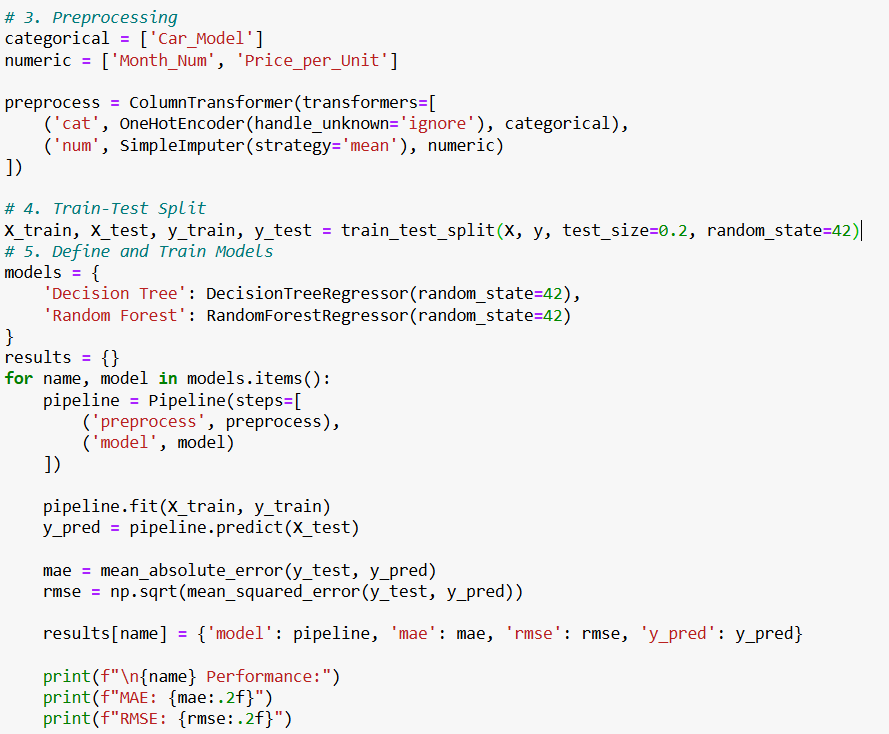 # 3. Preprocessing
categorical = ['Car_Model']
numeric = ['Month_Num', 'Price_per_Unit']

preprocess = ColumnTransformer(transformers=[
    ('cat', OneHotEncoder(handle_unknown='ignore'), categorical),
    ('num', SimpleImputer(strategy='mean'), numeric)
])

# 4. Train-Test Split
X_train, X_test, y_train, y_test = train_test_split(X, y, test_size=0.2, random_state=42)
# 5. Define and Train Models
models = {
    'Decision Tree': DecisionTreeRegressor(random_state=42),
    'Random Forest': RandomForestRegressor(random_state=42)
}
results = {}
for name, model in models.items():
    pipeline = Pipeline(steps=[
        ('preprocess', preprocess),
        ('model', model)
    ])

    pipeline.fit(X_train, y_train)
    y_pred = pipeline.predict(X_test)

    mae = mean_absolute_error(y_test, y_pred)
    rmse = np.sqrt(mean_squared_error(y_test, y_pred))

    results[name] = {'model': pipeline, 'mae': mae, 'rmse': rmse, 'y_pred': y_pred}

    print(f"\n{name} Performance:")
    print(f"MAE: {mae:.2f}")
    print(f"RMSE: {rmse:.2f}")